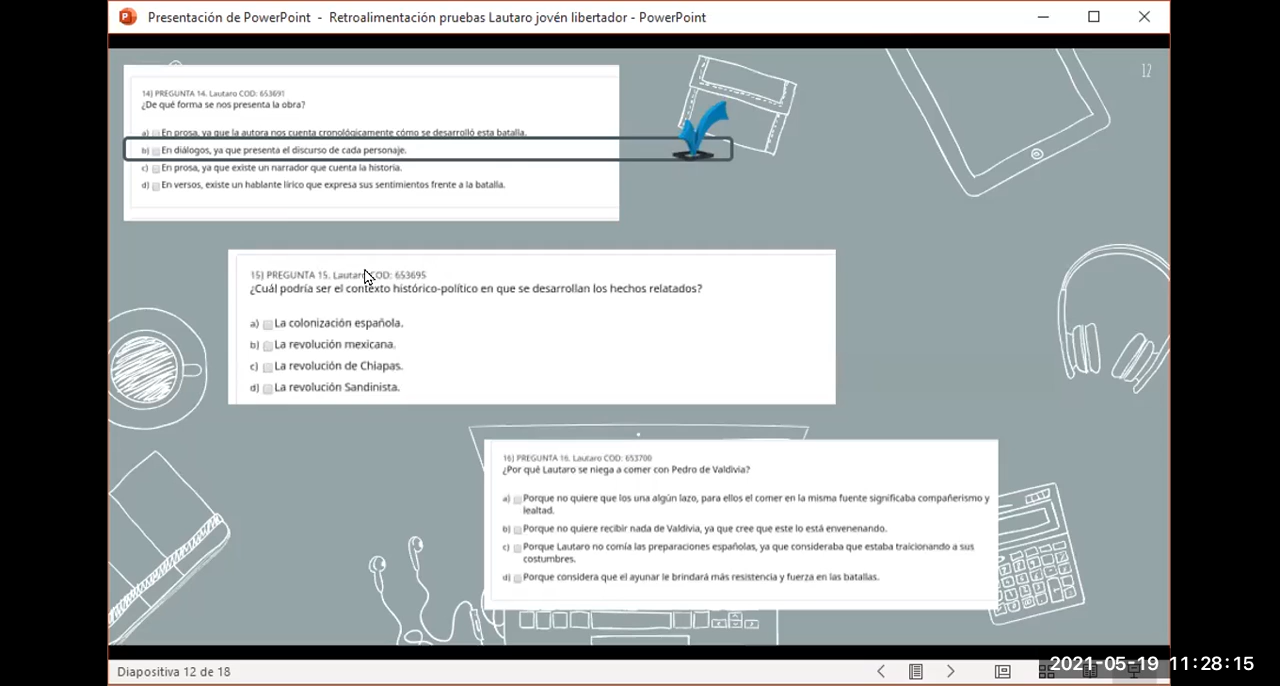 Presentación de PowerPoint - Retroalimentación pruebas Lautaro jovén libertador - PowerPoint
12
14) PREGUNTA 14. Lautaro COD: 653691
¿De qué forma se nos presenta la obra?
a) En prosa, ya que la autora nos cuenta cronológicamente cómo se desarrolló esta batalla.
b) En diálogos, ya que presenta el discurso de cada personaje.
c) En prosa, ya que existe un narrador que cuenta la historia.
d) En versos, existe un hablante lírico que expresa sus sentimientos frente a la batalla.
15) PREGUNTA 15. Lautaro COD: 653695
¿Cuál podría ser el contexto histórico-político en que se desarrollan los hechos relatados?
a) La colonización española.
b) La revolución mexicana.
c) La revolución de Chiapas.
d) La revolución Sandinista.
16) PREGUNTA 16. Lautaro COD: 653700
¿Por qué Lautaro se niega a comer con Pedro de Valdivia?
a) Porque no quiere que los una algún lazo, para ellos el comer en la misma fuente significaba compañerismo y
lealtad.
b) Porque no quiere recibir nada de Valdivia, ya que cree que este lo está envenenando.
c) Porque Lautaro no comía las preparaciones españolas, ya que consideraba que estaba traicionando a sus
costumbres.
d) Porque considera que el ayunar le brindará más resistencia y fuerza en las batallas.
Diapositiva 12 de 18
2021-05-19 11:28:15